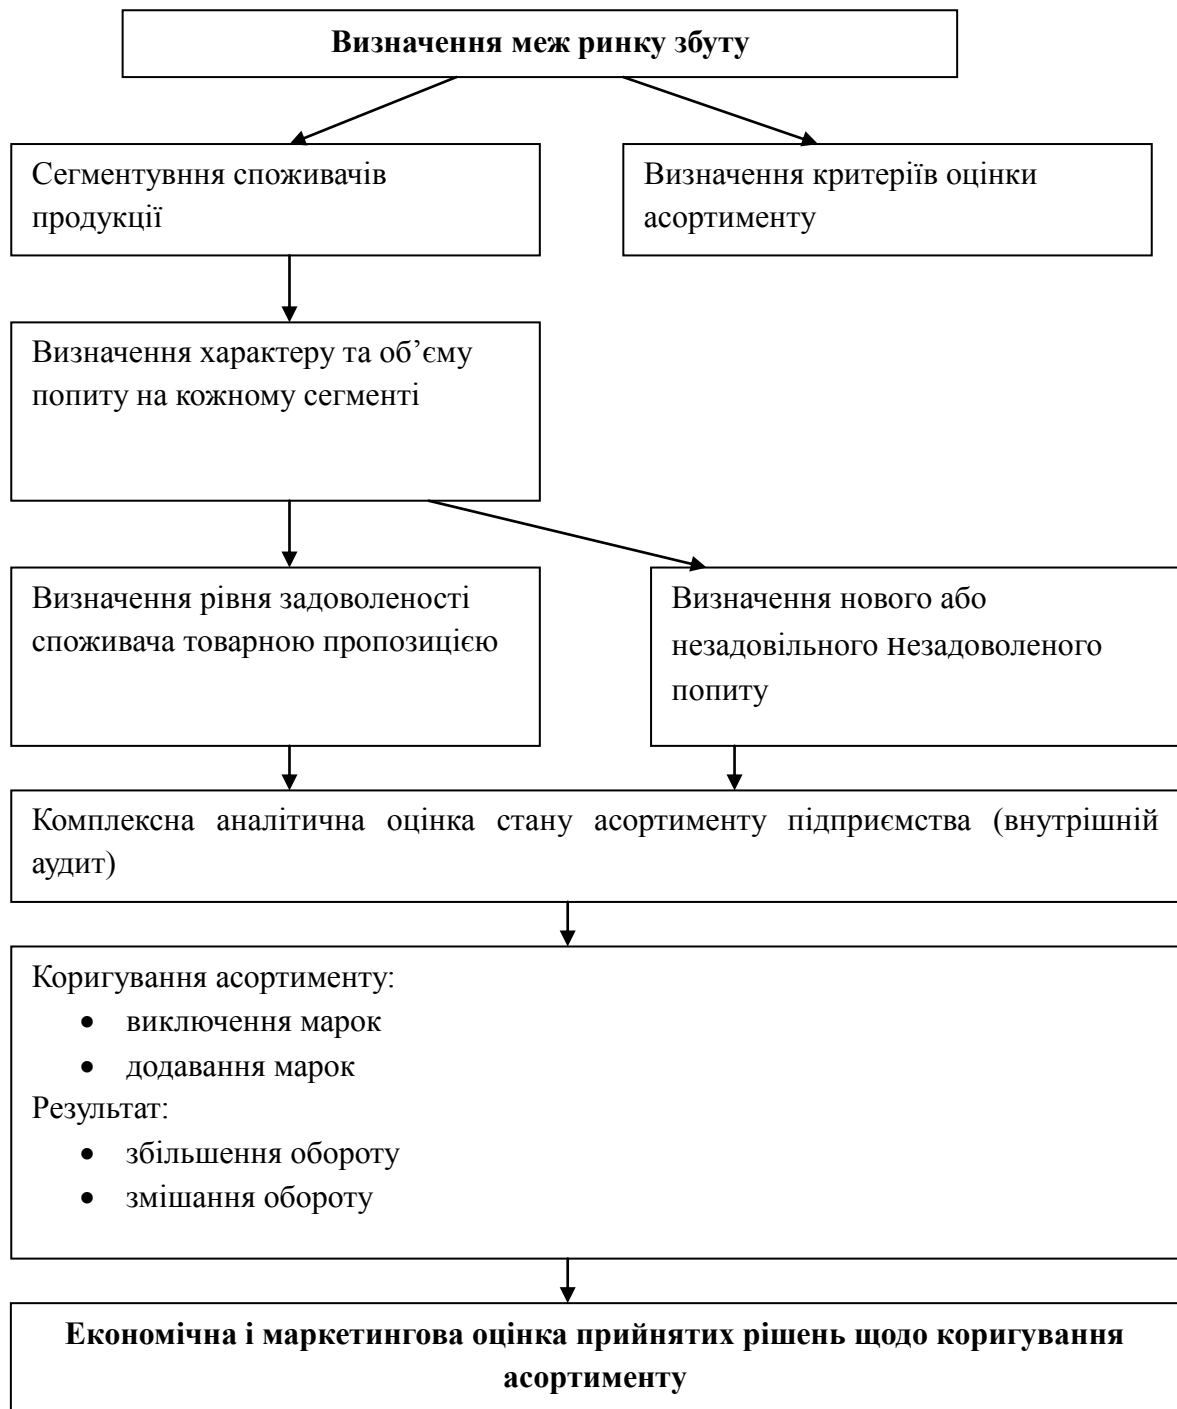 Визначення меж ринку збуту
Сегментувння споживачів
продукції
Визначення критеріїв оцінки
асортименту
Визначення характеру та об’єму
попиту на кожному сегменті
Визначення рівня задоволеності
споживача товарною пропозицією
Визначення нового або
незадовільного незадоволеного
попиту
Комплексна аналітична оцінка стану асортименту підприємства (внутрішній
аудит)
Коригування асортименту:
• виключення марок
• додавання марок
Результат:
• збільшення обороту
• змішання обороту
Економічна і маркетингова оцінка прийнятих рішень щодо коригування
асортименту